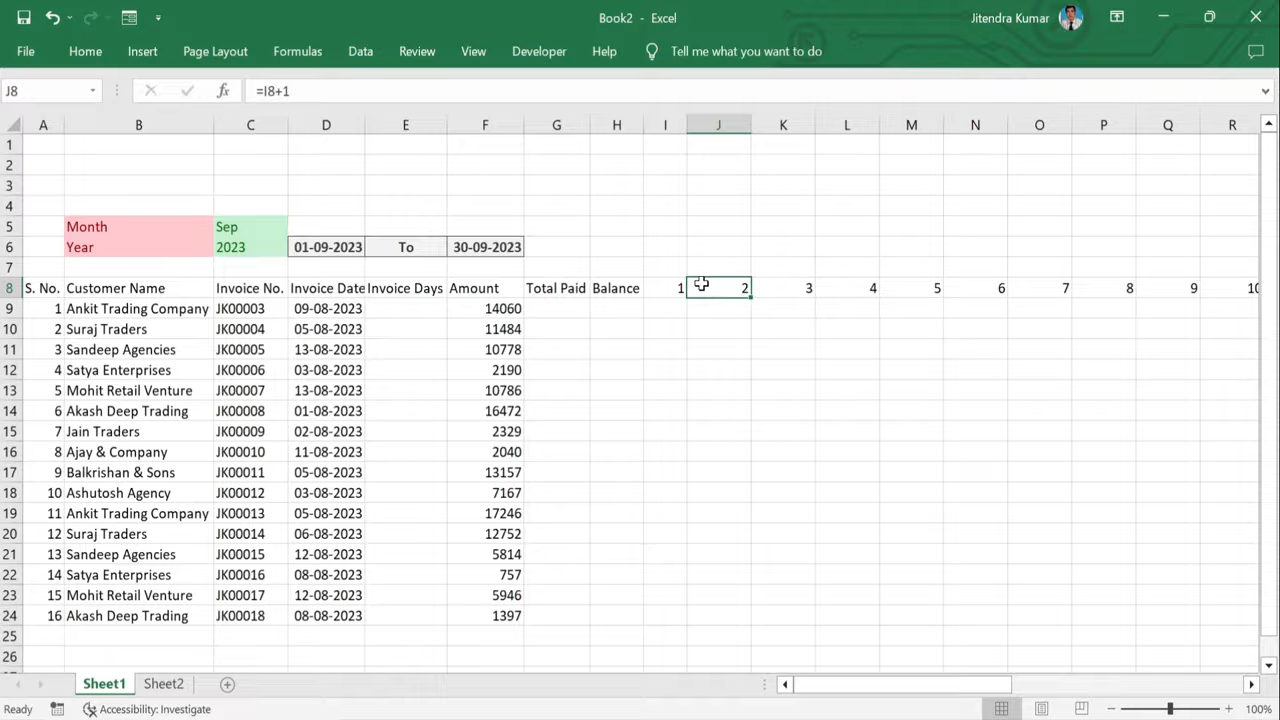 Book2 - Excel
Jitendra Kumar
File Home Insert Page Layout Formulas Data Review View Developer Help Tell me what you want to do
J8 fx =I8+1
A B C D E F G H I J K L M N O P Q R
1
2
3
4
5 Month Sep
6 Year 2023 01-09-2023 To 30-09-2023
7
8 S. No. Customer Name Invoice No. Invoice Date Invoice Days Amount Total Paid Balance 1 2 3 4 5 6 7 8 9 10
9 1 Ankit Trading Company JK00003 09-08-2023 14060
10 2 Suraj Traders JK00004 05-08-2023 11484
11 3 Sandeep Agencies JK00005 13-08-2023 10778
12 4 Satya Enterprises JK00006 03-08-2023 2190
13 5 Mohit Retail Venture JK00007 13-08-2023 10786
14 6 Akash Deep Trading JK00008 01-08-2023 16472
15 7 Jain Traders JK00009 02-08-2023 2329
16 8 Ajay & Company JK00010 11-08-2023 2040
17 9 Balkrishan & Sons JK00011 05-08-2023 13157
18 10 Ashutosh Agency JK00012 03-08-2023 7167
19 11 Ankit Trading Company JK00013 05-08-2023 17246
20 12 Suraj Traders JK00014 06-08-2023 12752
21 13 Sandeep Agencies JK00015 12-08-2023 5814
22 14 Satya Enterprises JK00016 08-08-2023 757
23 15 Mohit Retail Venture JK00017 12-08-2023 5946
24 16 Akash Deep Trading JK00018 08-08-2023 1397
25
26
Sheet1 Sheet2
Ready Accessibility: Investigate 100%